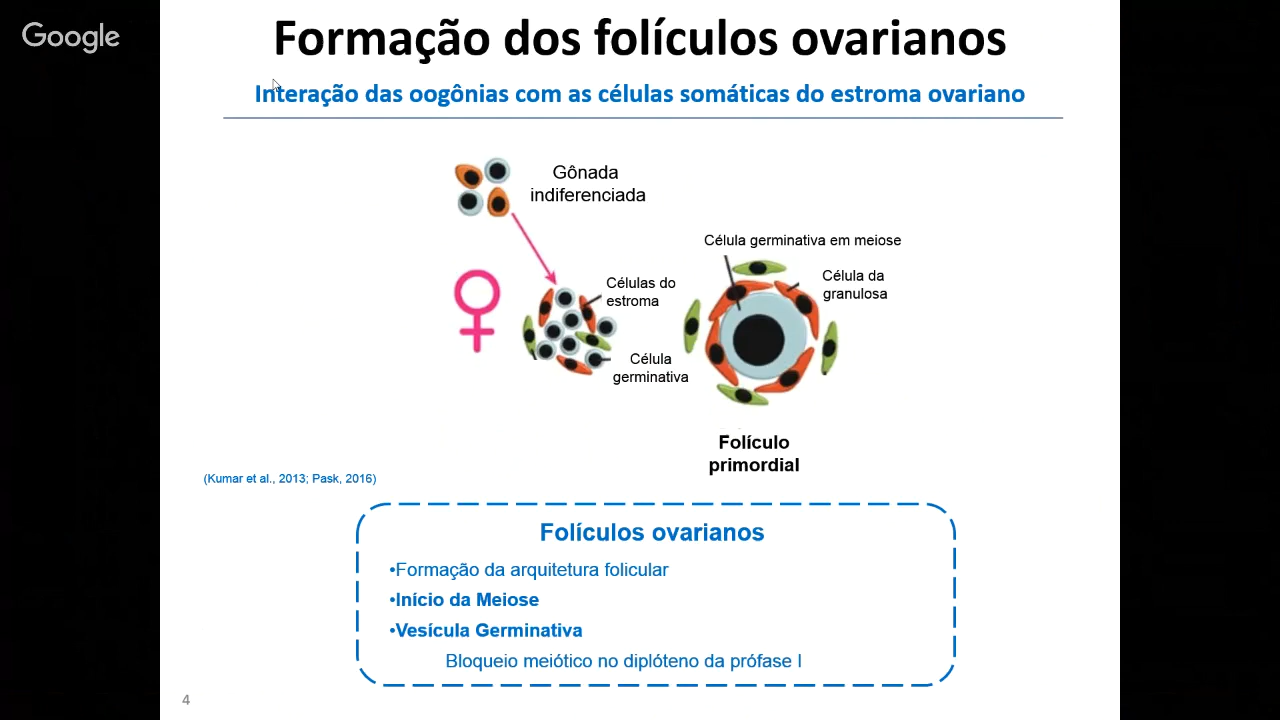 Google
Formação dos folículos ovarianos
Interação das oogônias com as células somáticas do estroma ovariano
Gônada
indiferenciada
Célula germinativa em meiose
Célula da
granulosa
Células do
estroma
Célula
germinativa
Folículo
primordial
(Kumar et al., 2013; Pask, 2016)
Folículos ovarianos
•Formação da arquitetura folicular
•Início da Meiose
•Vesícula Germinativa
Bloqueio meiótico no diplóteno da prófase I
4